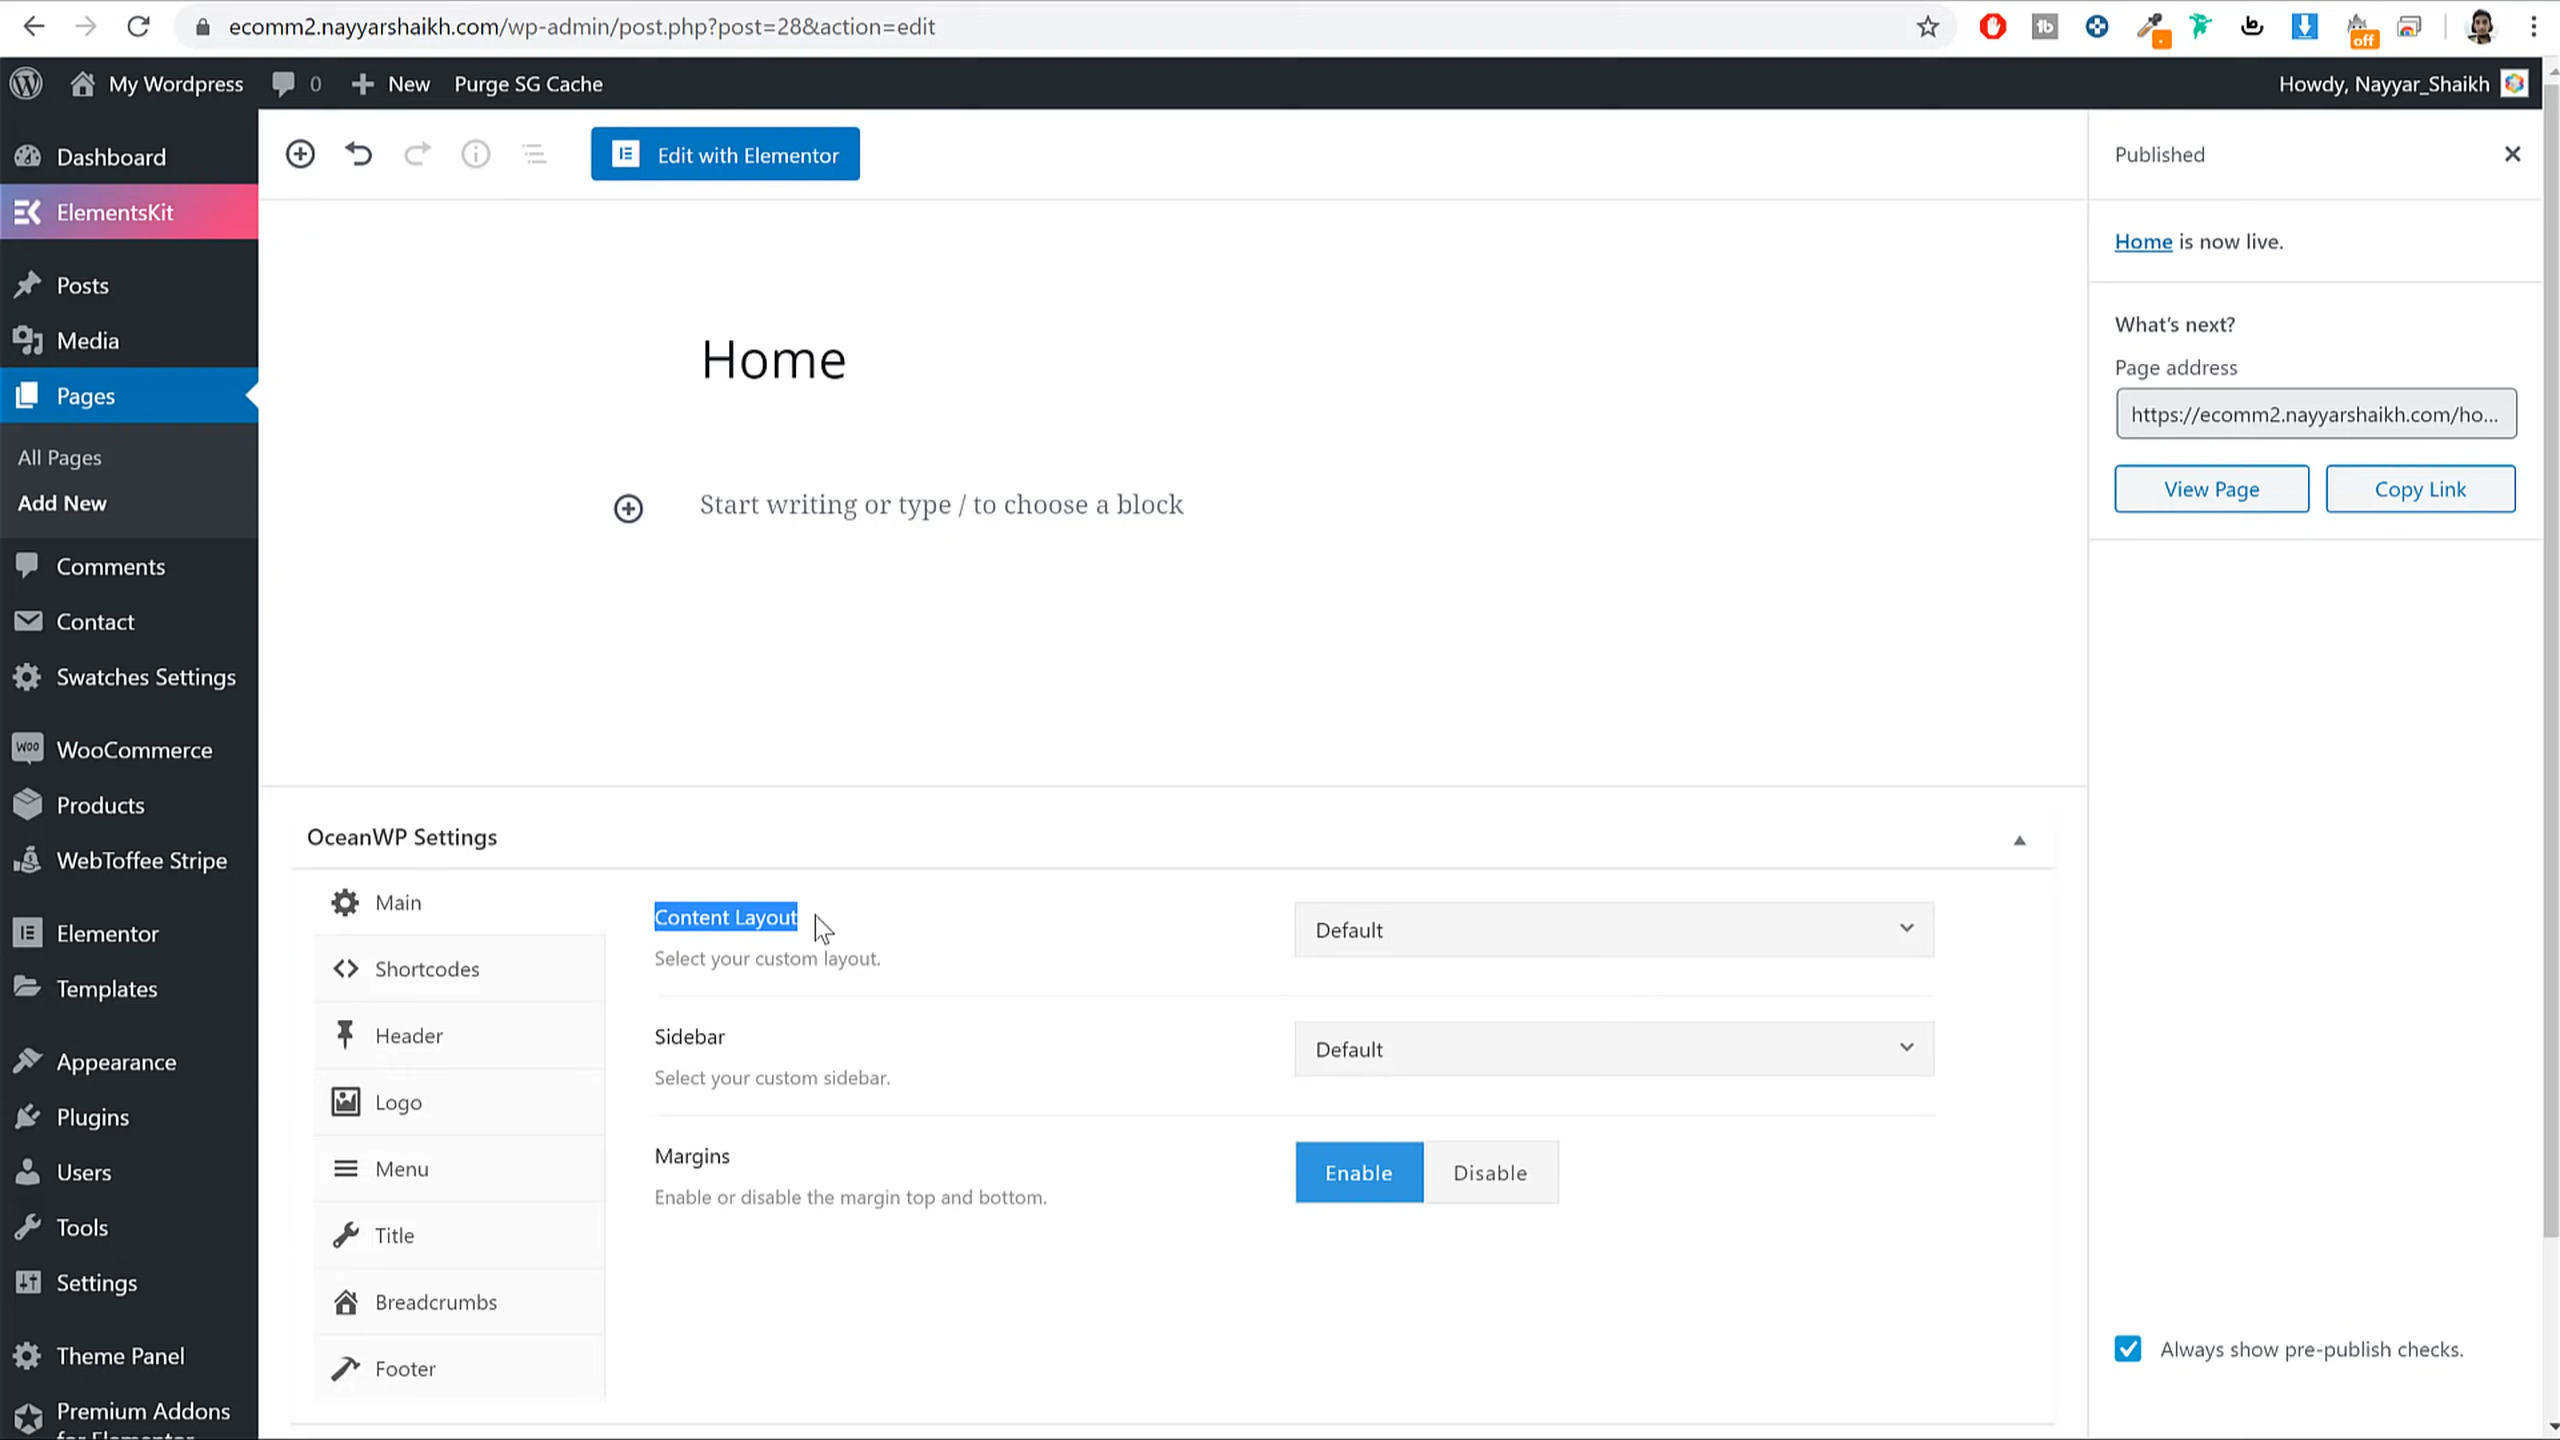 ecomm2.nayyarshaikh.com/wp-admin/post.php?post=28&action=edit
off
My Wordpress
0
New
Purge SG Cache
Howdy, Nayyar_Shaikh
Dashboard
ElementsKit
Posts
Media
Pages
All Pages
Add New
Comments
Contact
Swatches Settings
WooCommerce
Products
WebToffee Stripe
Elementor
Templates
Appearance
Plugins
Users
Tools
Settings
Theme Panel
Premium Addons
for Elementor
Edit with Elementor
Home
Start writing or type / to choose a block
OceanWP Settings
Main
Shortcodes
Header
Logo
Menu
Title
Breadcrumbs
Footer
Content Layout
Select your custom layout.
Default
Sidebar
Select your custom sidebar.
Default
Margins
Enable or disable the margin top and bottom.
Enable
Disable
Published
Home is now live.
What's next?
Page address
https://ecomm2.nayyarshaikh.com/ho...
View Page
Copy Link
Always show pre-publish checks.